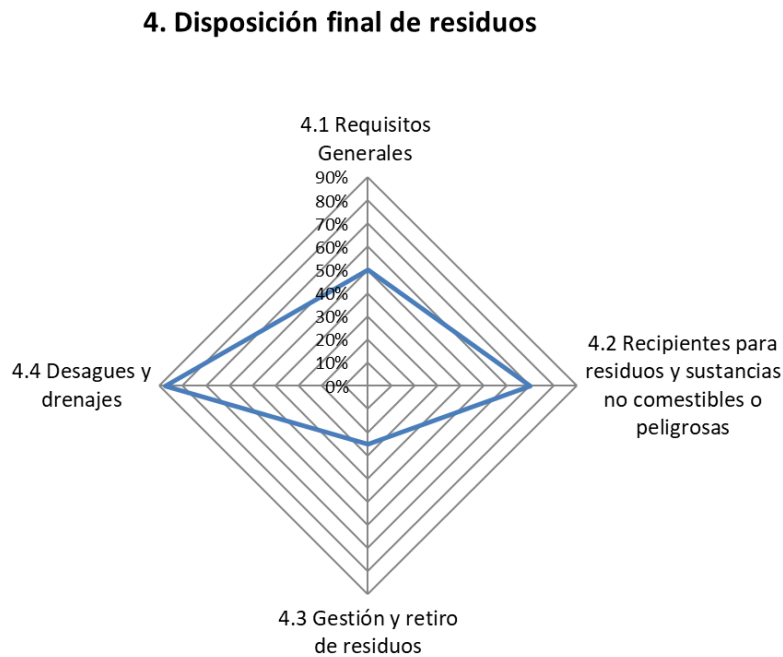 4. Disposición final de residuos
4.1 Requisitos
Generales
90%
80%
70%
60%
50%
40%
30%
20%
10%
0%
4.2 Recipientes para
residuos y sustancias
no comestibles o
peligrosas
4.4 Desagues y
drenajes
4.3 Gestión y retiro
de residuos